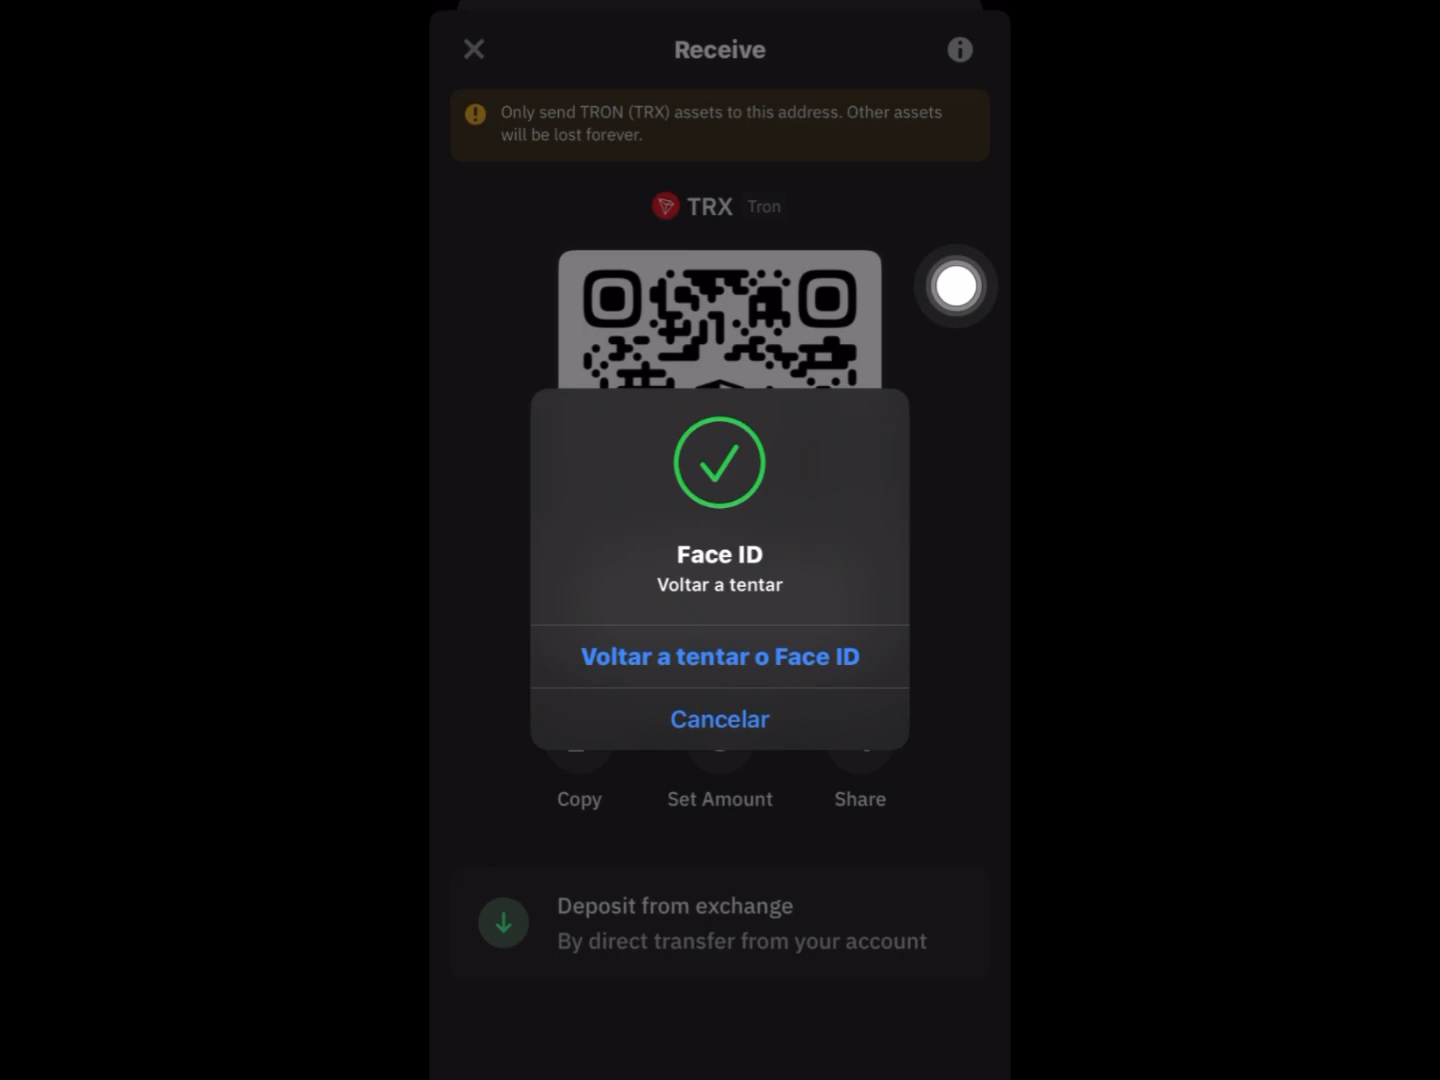 Receive
Only send TRON (TRX) assets to this address. Other assets
will be lost forever.
TRX Tron
Face ID
Voltar a tentar
Voltar a tentar o Face ID
Cancelar
Copy
Set Amount
Share
Deposit from exchange
By direct transfer from your account